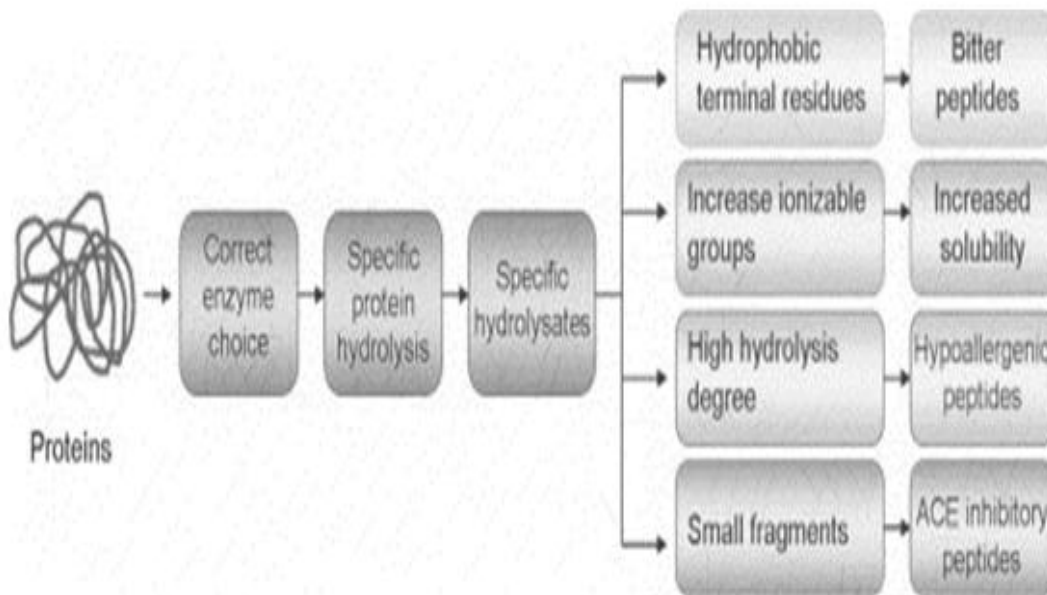 Proteins
Correct
enzyme
choice
Specific
protein
hydrolysis
Specific
hydrolysates
Hydrophobic
terminal residues
Bitter
peptides
Increase ionizable
groups
Increased
solubility
High hydrolysis
degree
Hypoallergenic
peptides
Small fragments
ACE inhibitory
peptides